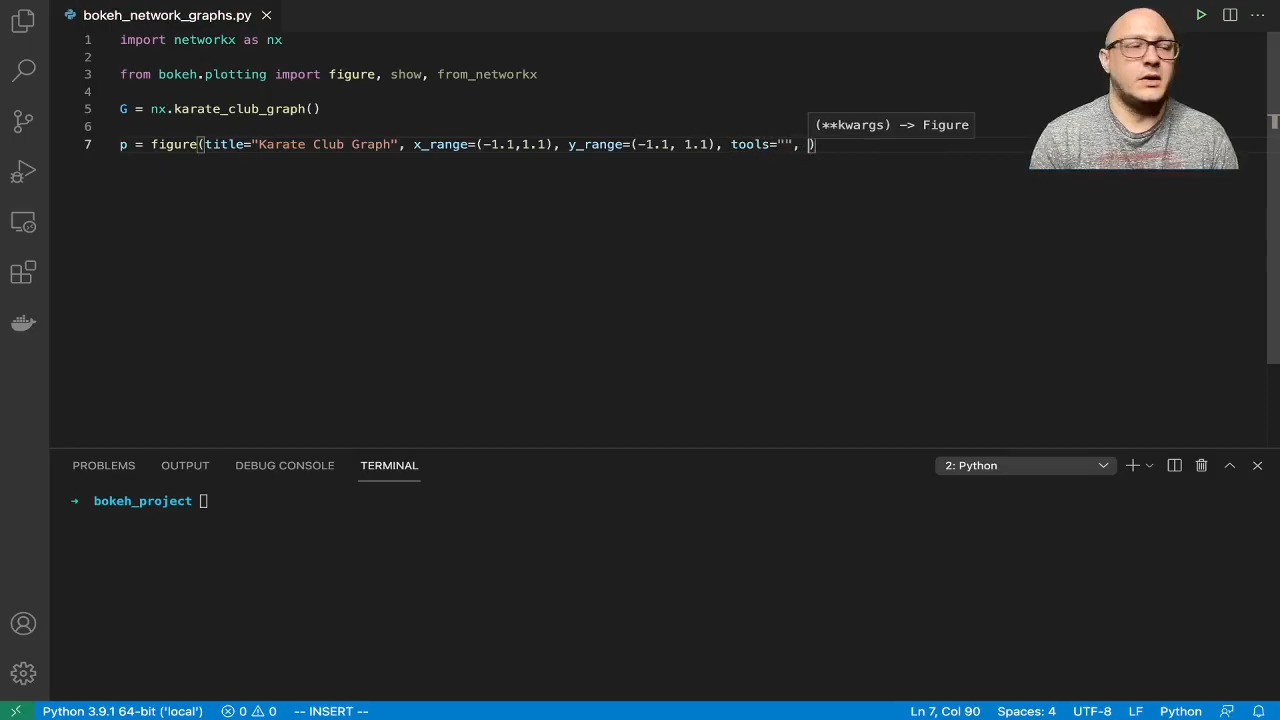 bokeh_network_graphs.py
1 import networkx as nx
2
3 from bokeh.plotting import figure, show, from_networkx
4
5 G = nx.karate_club_graph()
6
(**kwargs) -> Figure
7 p = figure(title="Karate Club Graph", x_range=(-1.1,1.1), y_range=(-1.1, 1.1), tools="", )
PROBLEMS OUTPUT DEBUG CONSOLE TERMINAL 2: Python
bokeh_project
Python 3.9.1 64-bit ('local') 0 0 -- INSERT -- Ln 7, Col 90 Spaces: 4 UTF-8 LF Python